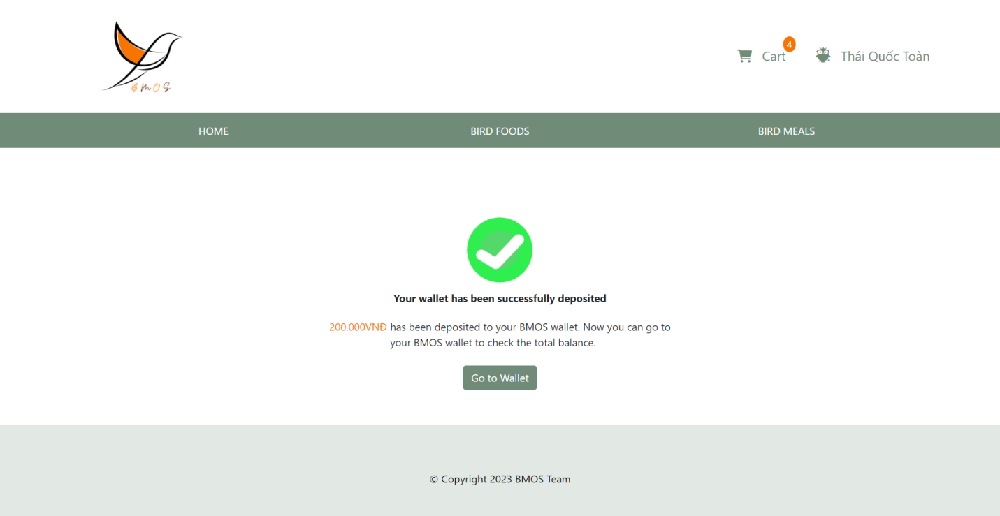 BMOS
Cart
4
Thái Quốc Toàn
HOME
BIRD FOODS
BIRD MEALS
Your wallet has been successfully deposited
200.000VNĐ has been deposited to your BMOS wallet. Now you can go to
your BMOS wallet to check the total balance.
Go to Wallet
© Copyright 2023 BMOS Team